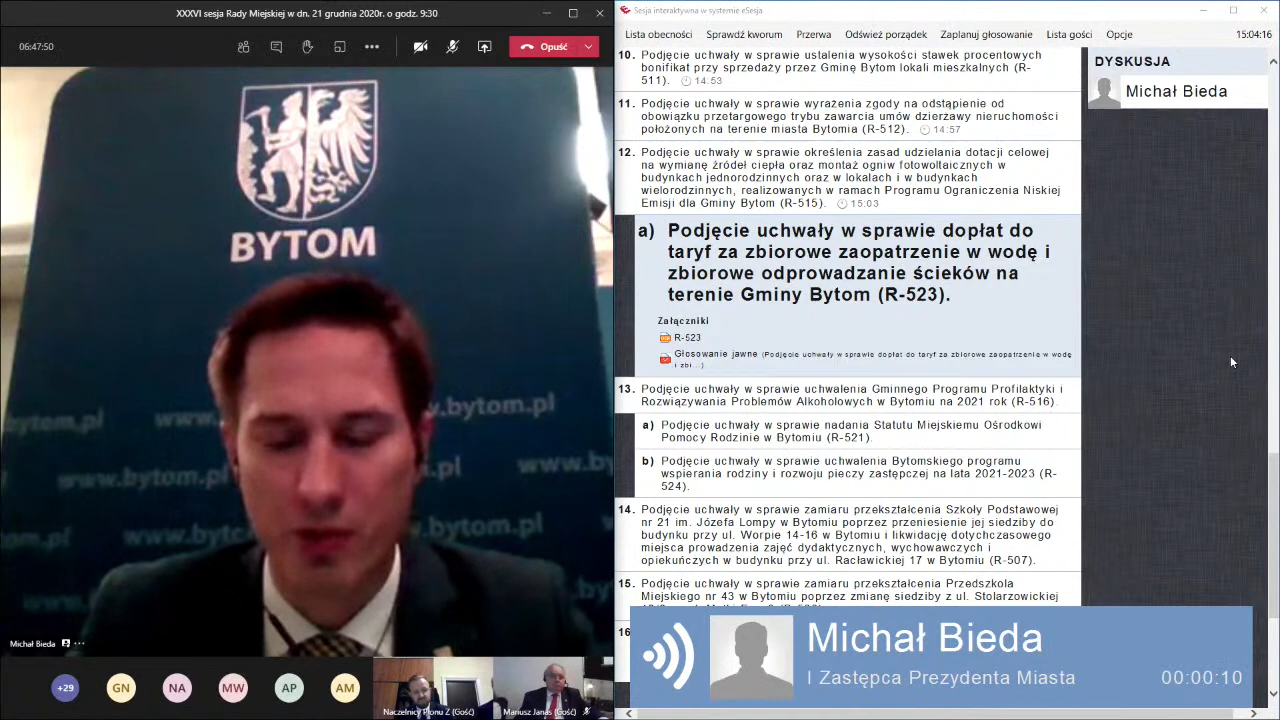 XXXVI sesja Rady Miejskiej w dn. 21 grudnia 2020r. o godz. 9:30
06:47:50
Opuść
BYTOM
www.bytom.pl
Michał Bieda
+29
GN
NA
MW
AP
AM
Naczelnicy Pionu Z (Gość)
Mariusz Janas (Gość)
Sesja interaktywna w systemie eSesja
Lista obecności
Sprawdź kworum
Przerwa
Odśwież porządek
Zaplanuj głosowanie
Lista gości
Opcje
15:04:16
10. Podjęcie uchwały w sprawie ustalenia wysokości stawek procentowych
bonifikat przy sprzedaży przez Gminę Bytom lokali mieszkalnych (R-
511). 14:53
11. Podjęcie uchwały w sprawie wyrażenia zgody na odstąpienie od
obowiązku przetargowego trybu zawarcia umów dzierżawy nieruchomości
położonych na terenie miasta Bytomia (R-512). 14:57
12. Podjęcie uchwały w sprawie określenia zasad udzielania dotacji celowej
na wymianę źródeł ciepła oraz montaż ogniw fotowoltaicznych w
budynkach jednorodzinnych oraz w lokalach i w budynkach
wielorodzinnych, realizowanych w ramach Programu Ograniczenia Niskiej
Emisji dla Gminy Bytom (R-515). 15:03
a) Podjęcie uchwały w sprawie dopłat do
taryf za zbiorowe zaopatrzenie w wodę i
zbiorowe odprowadzanie ścieków na
terenie Gminy Bytom (R-523).
Załączniki
R-523
Głosowanie jawne (Podjęcie uchwały w sprawie dopłat do taryf za zbiorowe zaopatrzenie w wodę
i zbi...)
13. Podjęcie uchwały w sprawie uchwalenia Gminnego Programu Profilaktyki i
Rozwiązywania Problemów Alkoholowych w Bytomiu na 2021 rok (R-516).
a) Podjęcie uchwały w sprawie nadania Statutu Miejskiemu Ośrodkowi
Pomocy Rodzinie w Bytomiu (R-521).
b) Podjęcie uchwały w sprawie uchwalenia Bytomskiego programu
wspierania rodziny i rozwoju pieczy zastępczej na lata 2021-2023 (R-
524).
14. Podjęcie uchwały w sprawie zamiaru przekształcenia Szkoły Podstawowej
nr 21 im. Józefa Lompy w Bytomiu poprzez przeniesienie jej siedziby do
budynku przy ul. Worpie 14-16 w Bytomiu i likwidację dotychczasowego
miejsca prowadzenia zajęć dydaktycznych, wychowawczych i
opiekuńczych w budynku przy ul. Racławickiej 17 w Bytomiu (R-507).
15. Podjęcie uchwały w sprawie zamiaru przekształcenia Przedszkola
Miejskiego nr 43 w Bytomiu poprzez zmianę siedziby z ul. Stolarzowickiej
16
DYSKUSJA
Michał Bieda
Michał Bieda
I Zastępca Prezydenta Miasta
00:00:10